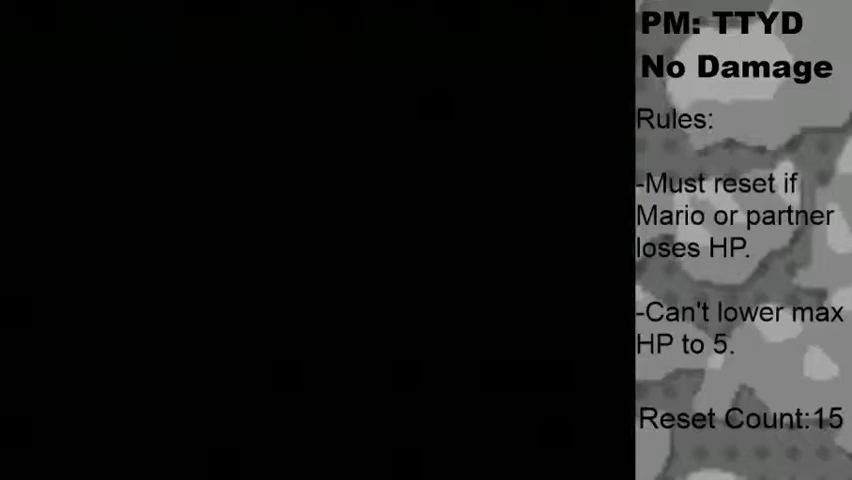 PM: TTYD
No Damage
Rules:
-Must reset if
Mario or partner
loses HP.
-Can't lower max
HP to 5.
Reset Count:15